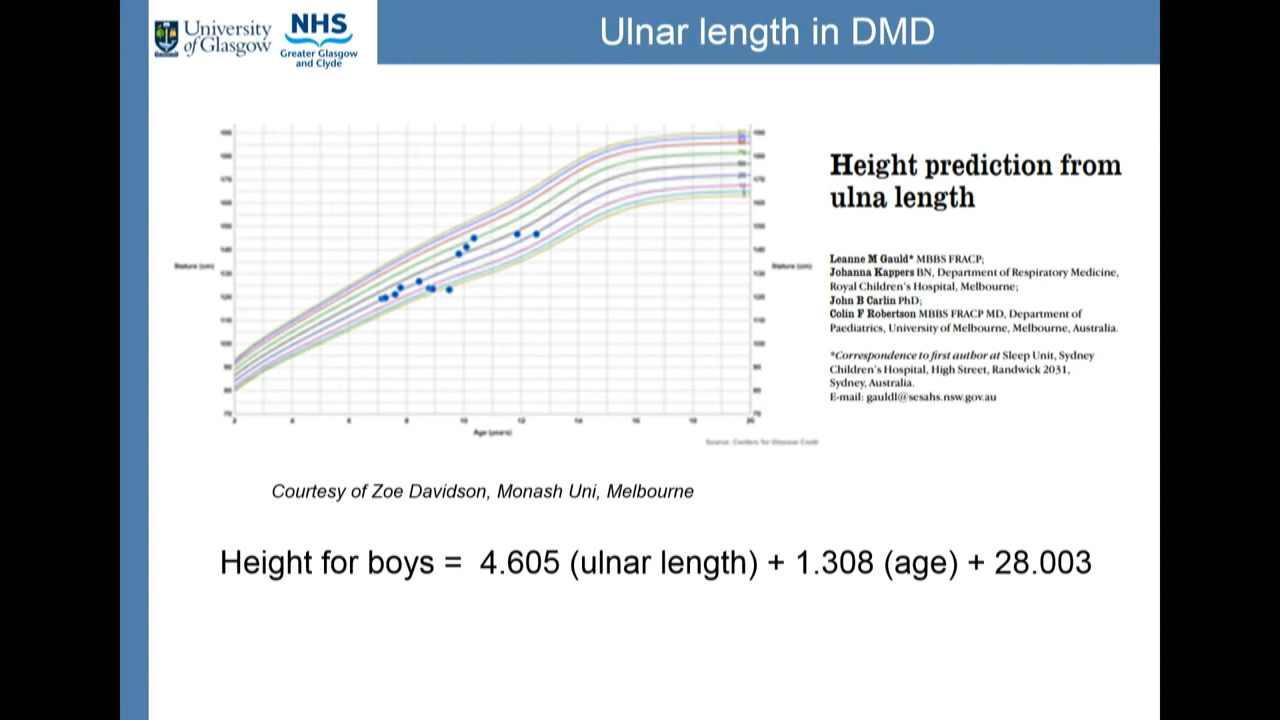 University
of Glasgow
NHS
Greater Glasgow
and Clyde
Ulnar length in DMD
Height prediction from
ulna length
Leanne M Gauld* MBBS FRACP;
Johanna Kappers BN, Department of Respiratory Medicine,
Royal Children's Hospital, Melbourne;
John B Carlin PhD;
Colin F Robertson MBBS FRACP MD, Department of
Paediatrics, University of Melbourne, Melbourne, Australia.
*Correspondence to first author at Sleep Unit, Sydney
Children's Hospital, High Street, Randwick 2031,
Sydney, Australia.
E-mail: gauldl@sesahs.nsw.gov.au
Age (years)
Courtesy of Zoe Davidson, Monash Uni, Melbourne
Height for boys = 4.605 (ulnar length) + 1.308 (age) + 28.003